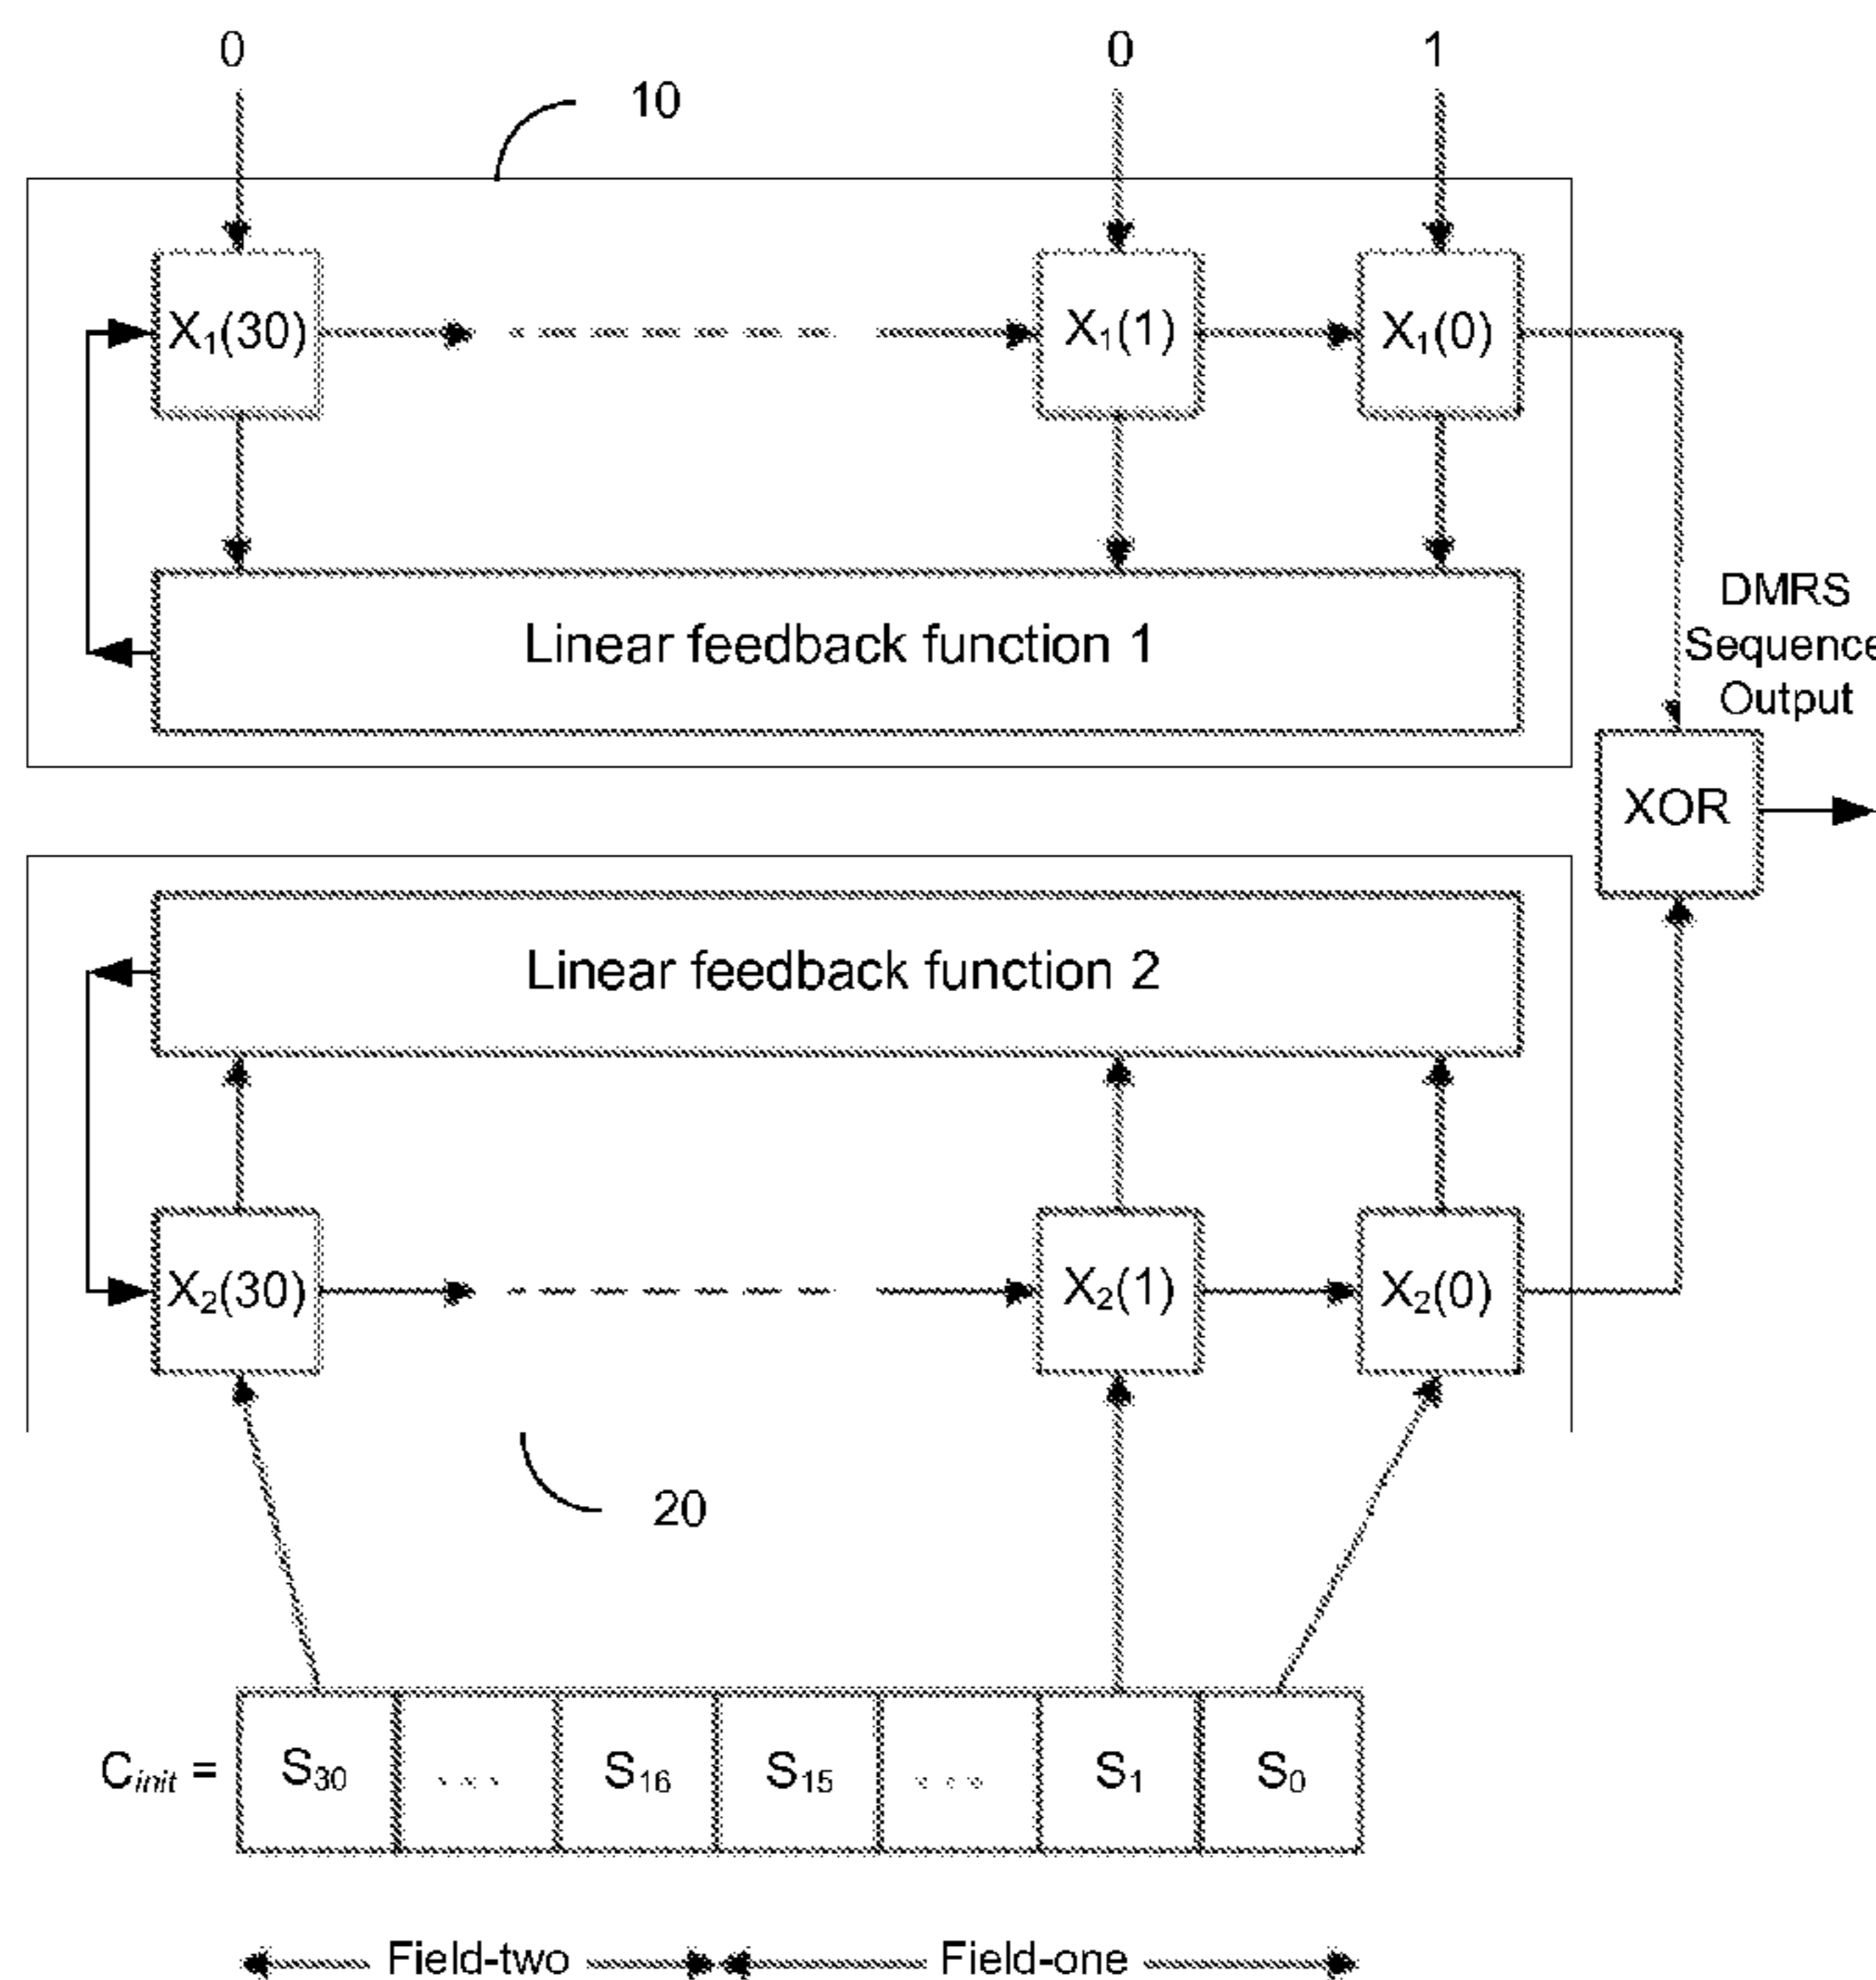 0 0 1
10
X₁(30) X₁(1) X₁(0)
Linear feedback function 1
DMRS
Sequence
Output
XOR
Linear feedback function 2
X₂(30) X₂(1) X₂(0)
20
C_init = S₃₀ ... S₁₆ S₁₅ ... S₁ S₀
Field-two Field-one